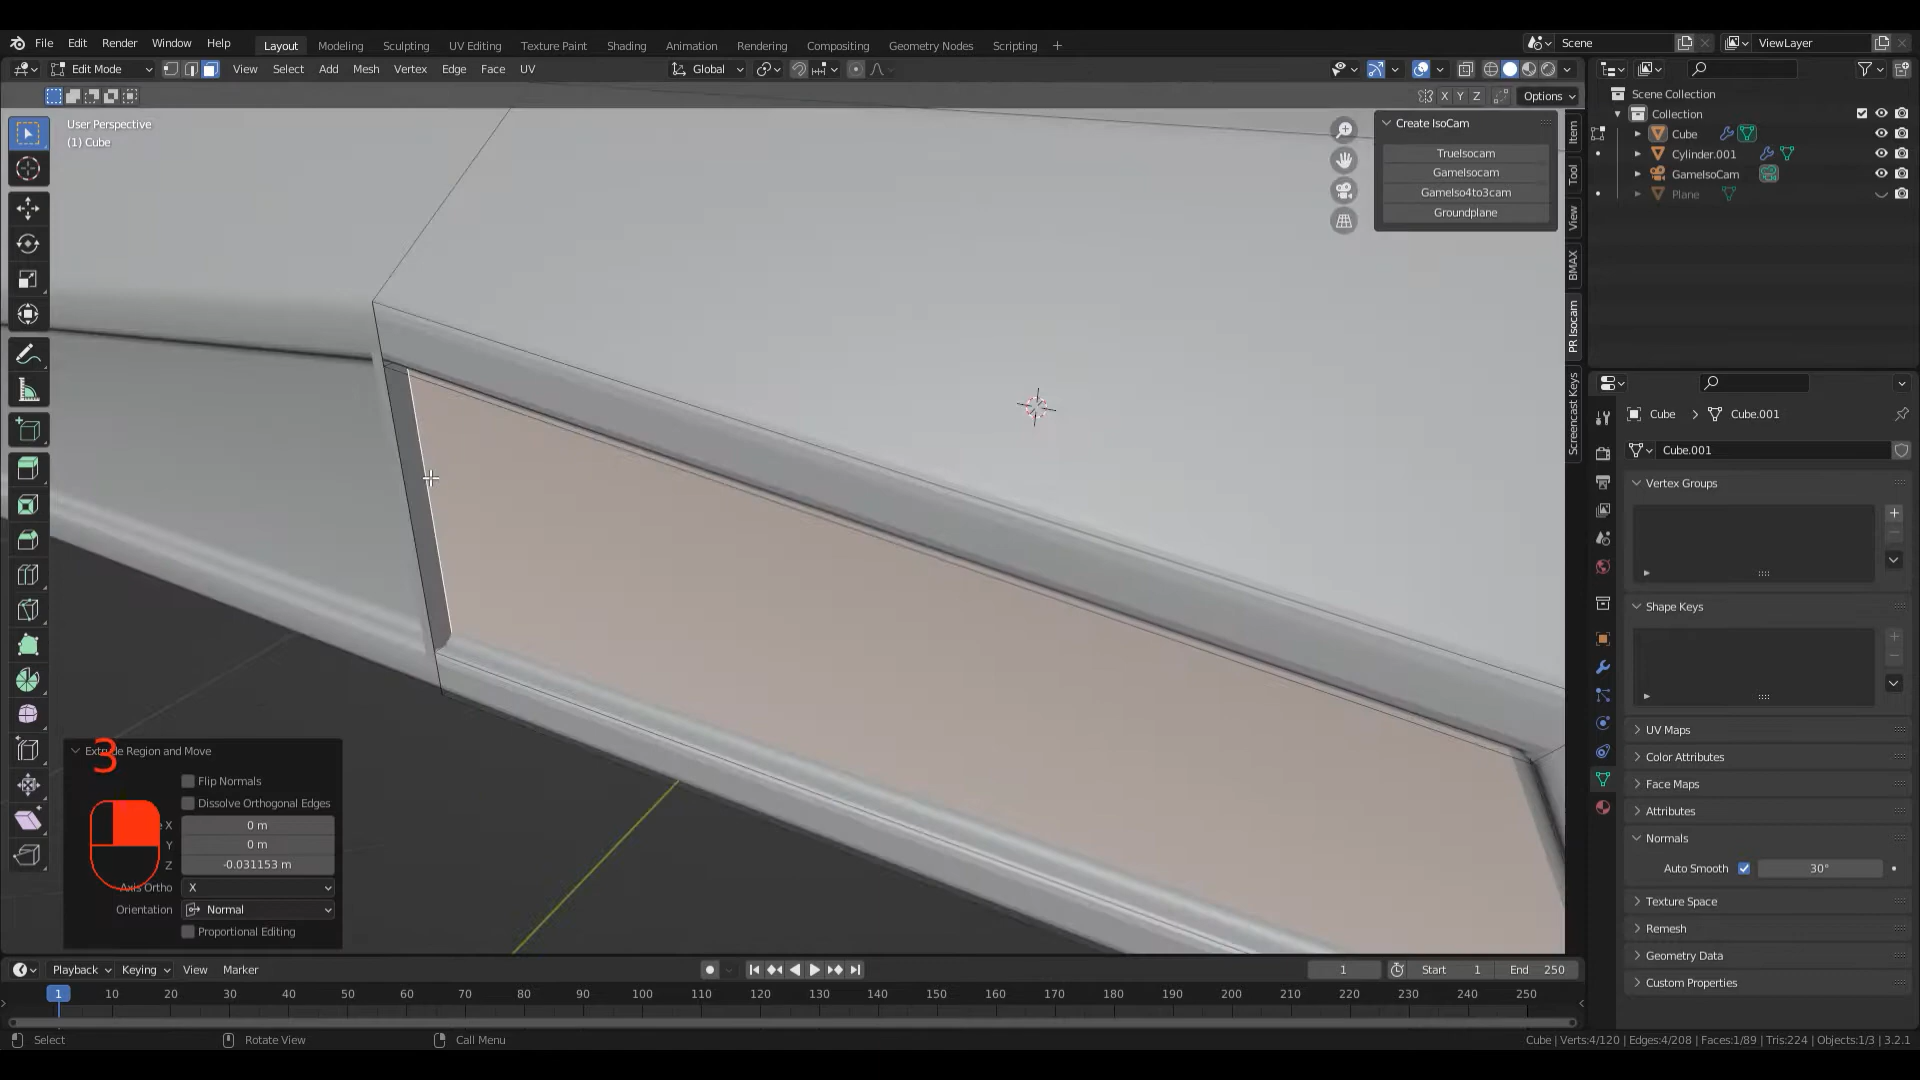 File Edit Render Window Help Layout Modeling Sculpting UV Editing Texture Paint Shading Animation Rendering Compositing Geometry Nodes Scripting + Scene ViewLayer
Edit Mode View Select Add Mesh Vertex Edge Face UV Global
X Y Z Options
Scene Collection
Collection
Cube
Cylinder.001
GameIsoCam
Plane
User Perspective
(1) Cube
Create IsoCam
TrueIsocam
GameIsocam
GameIso4to3cam
Groundplane
Item
Tool
View
BMAX
PR Isocam
Screencast Keys
Cube > Cube.001
Cube.001
Vertex Groups
Shape Keys
UV Maps
Color Attributes
Face Maps
Attributes
Normals
Auto Smooth 30°
Texture Space
Remesh
Geometry Data
Custom Properties
Extrude Region and Move
3
Flip Normals
Dissolve Orthogonal Edges
X 0 m
Y 0 m
Z -0.031153 m
Axis Ortho X
Orientation Normal
Proportional Editing
Playback Keying View Marker 1 Start 1 End 250
1 10 20 30 40 50 60 70 80 90 100 110 120 130 140 150 160 170 180 190 200 210 220 230 240 250
Select Rotate View Call Menu Cube | Verts:4/120 | Edges:4/208 | Faces:1/89 | Tris:224 | Objects:1/3 | 3.2.1